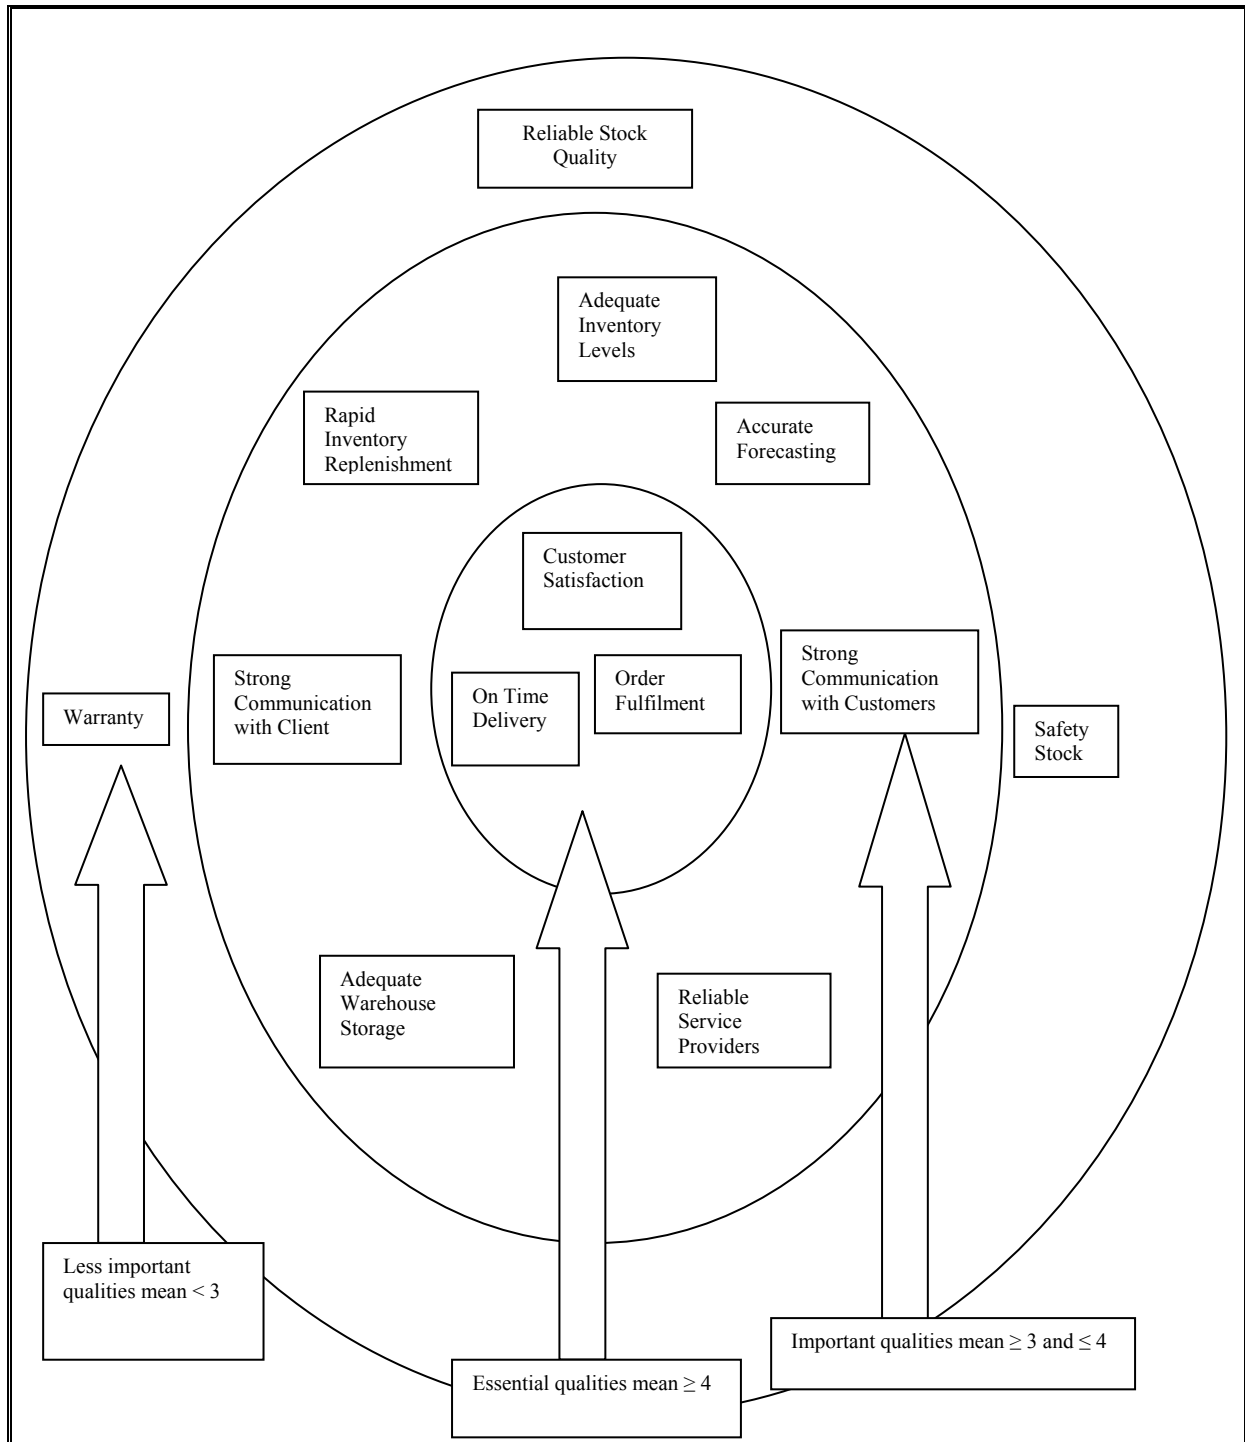 Reliable Stock
Quality
Adequate
Inventory
Levels
Rapid
Inventory
Replenishment
Accurate
Forecasting
Customer
Satisfaction
Strong
Communication
with Client
On Time
Delivery
Order
Fulfilment
Strong
Communication
with Customers
Warranty
Safety
Stock
Adequate
Warehouse
Storage
Reliable
Service
Providers
Less important
qualities mean < 3
Essential qualities mean ≥ 4
Important qualities mean ≥ 3 and ≤ 4